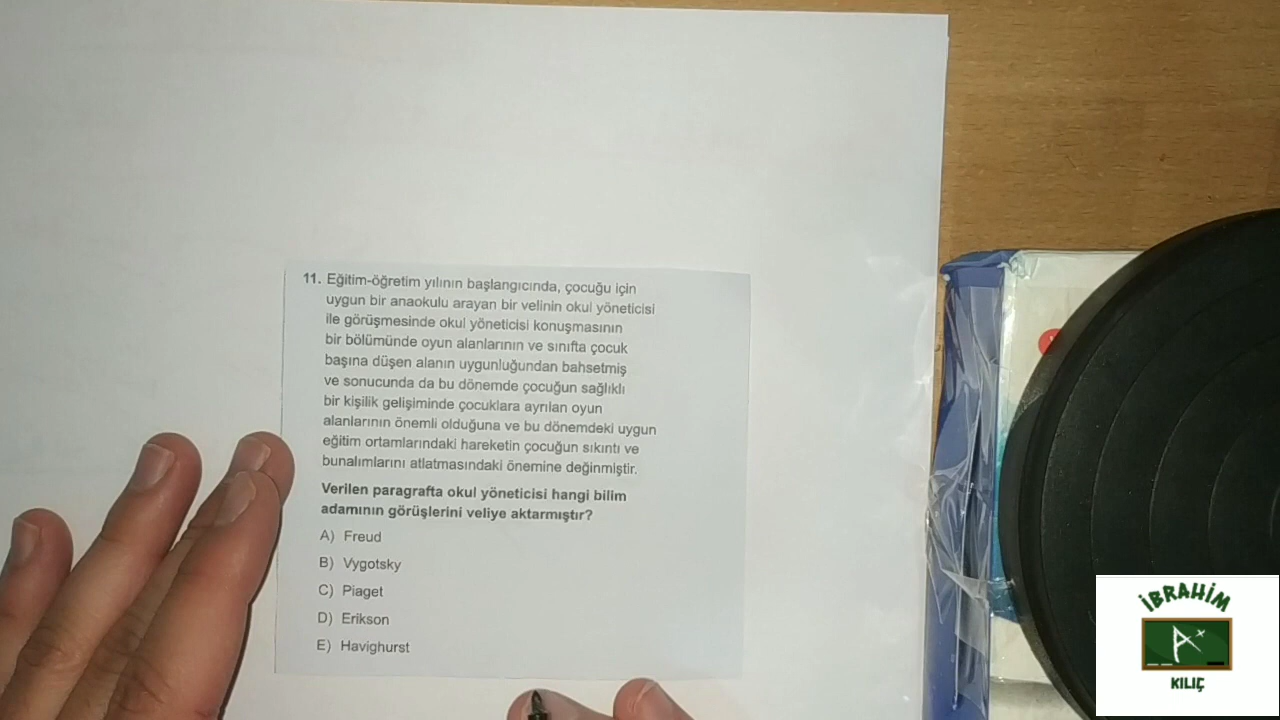 11. Eğitim-öğretim yılının başlangıcında, çocuğu için
uygun bir anaokulu arayan bir velinin okul yöneticisi
ile görüşmesinde okul yöneticisi konuşmasının
bir bölümünde oyun alanlarının ve sınıfta çocuk
başına düşen alanın uygunluğundan bahsetmiş
ve sonucunda da bu dönemde çocuğun sağlıklı
bir kişilik gelişiminde çocuklara ayrılan oyun
alanlarının önemli olduğuna ve bu dönemdeki uygun
eğitim ortamlarındaki hareketin çocuğun sıkıntı ve
bunalımlarını atlatmasındaki önemine değinmiştir.
Verilen paragrafta okul yöneticisi hangi bilim
adamının görüşlerini veliye aktarmıştır?
A) Freud
B) Vygotsky
C) Piaget
D) Erikson
E) Havighurst
İBRAHİM
A+
KILIÇ